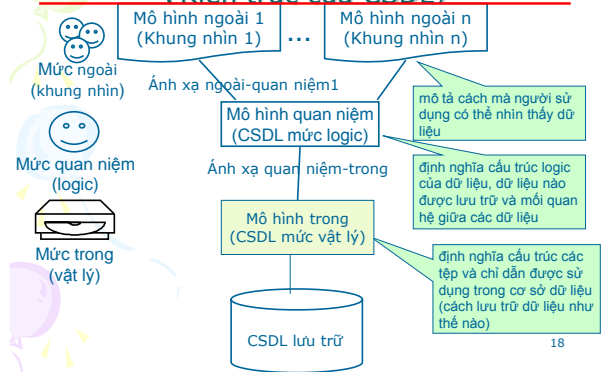 Mô hình ngoài 1
(Khung nhìn 1)
...
Mô hình ngoài n
(Khung nhìn n)
Mức ngoài
(khung nhìn)
Ánh xạ ngoài-quan niệm1
mô tả cách mà người sử
dụng có thể nhìn thấy dữ
liệu
Mô hình quan niệm
(CSDL mức logic)
Mức quan niệm
(logic)
Ánh xạ quan niệm-trong
định nghĩa cấu trúc logic
của dữ liệu, dữ liệu nào
được lưu trữ và mối quan
hệ giữa các dữ liệu
Mô hình trong
(CSDL mức vật lý)
Mức trong
(vật lý)
định nghĩa cấu trúc các
tệp và chỉ dẫn được sử
dụng trong cơ sở dữ liệu
(cách lưu trữ dữ liệu như
thế nào)
CSDL lưu trữ
18